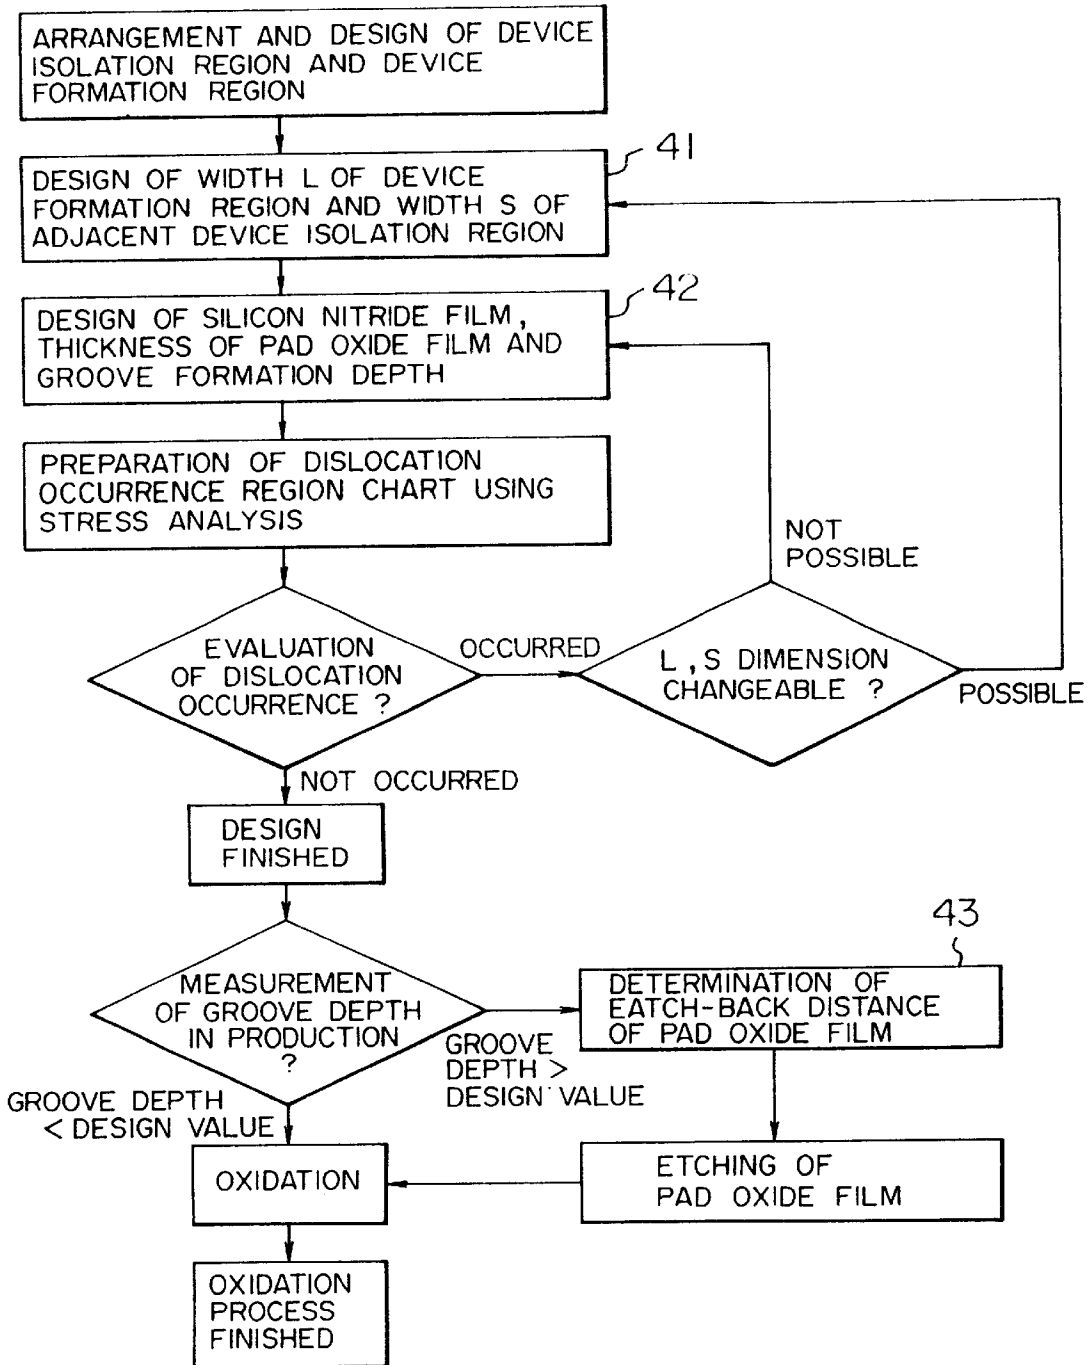 ARRANGEMENT AND DESIGN OF DEVICE
ISOLATION REGION AND DEVICE
FORMATION REGION
41
DESIGN OF WIDTH L OF DEVICE
FORMATION REGION AND WIDTH S OF
ADJACENT DEVICE ISOLATION REGION
42
DESIGN OF SILICON NITRIDE FILM,
THICKNESS OF PAD OXIDE FILM AND
GROOVE FORMATION DEPTH
PREPARATION OF DISLOCATION
OCCURRENCE REGION CHART USING
STRESS ANALYSIS
NOT
POSSIBLE
EVALUATION
OF DISLOCATION
OCCURRENCE ?
OCCURRED
L, S DIMENSION
CHANGEABLE ?
POSSIBLE
NOT OCCURRED
DESIGN
FINISHED
43
MEASUREMENT
OF GROOVE DEPTH
IN PRODUCTION
?
DETERMINATION OF
EATCH-BACK DISTANCE
OF PAD OXIDE FILM
GROOVE
DEPTH >
DESIGN VALUE
GROOVE DEPTH
< DESIGN VALUE
OXIDATION
ETCHING OF
PAD OXIDE FILM
OXIDATION
PROCESS
FINISHED